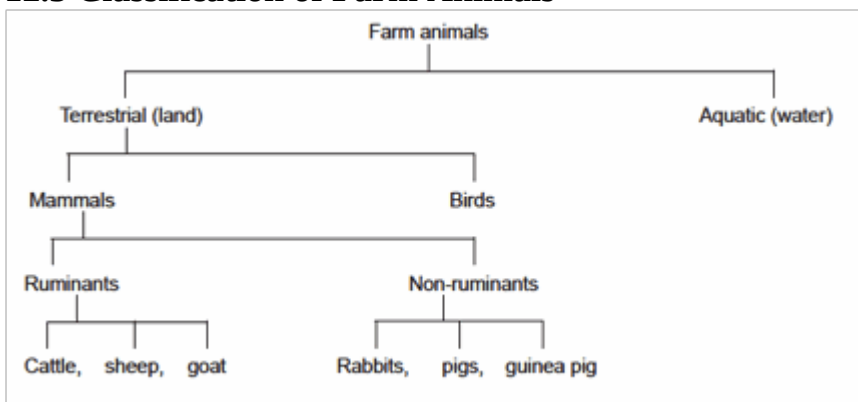 Farm animals
Terrestrial (land) Aquatic (water)
Mammals Birds
Ruminants Non-ruminants
Cattle, sheep, goat Rabbits, pigs, guinea pig